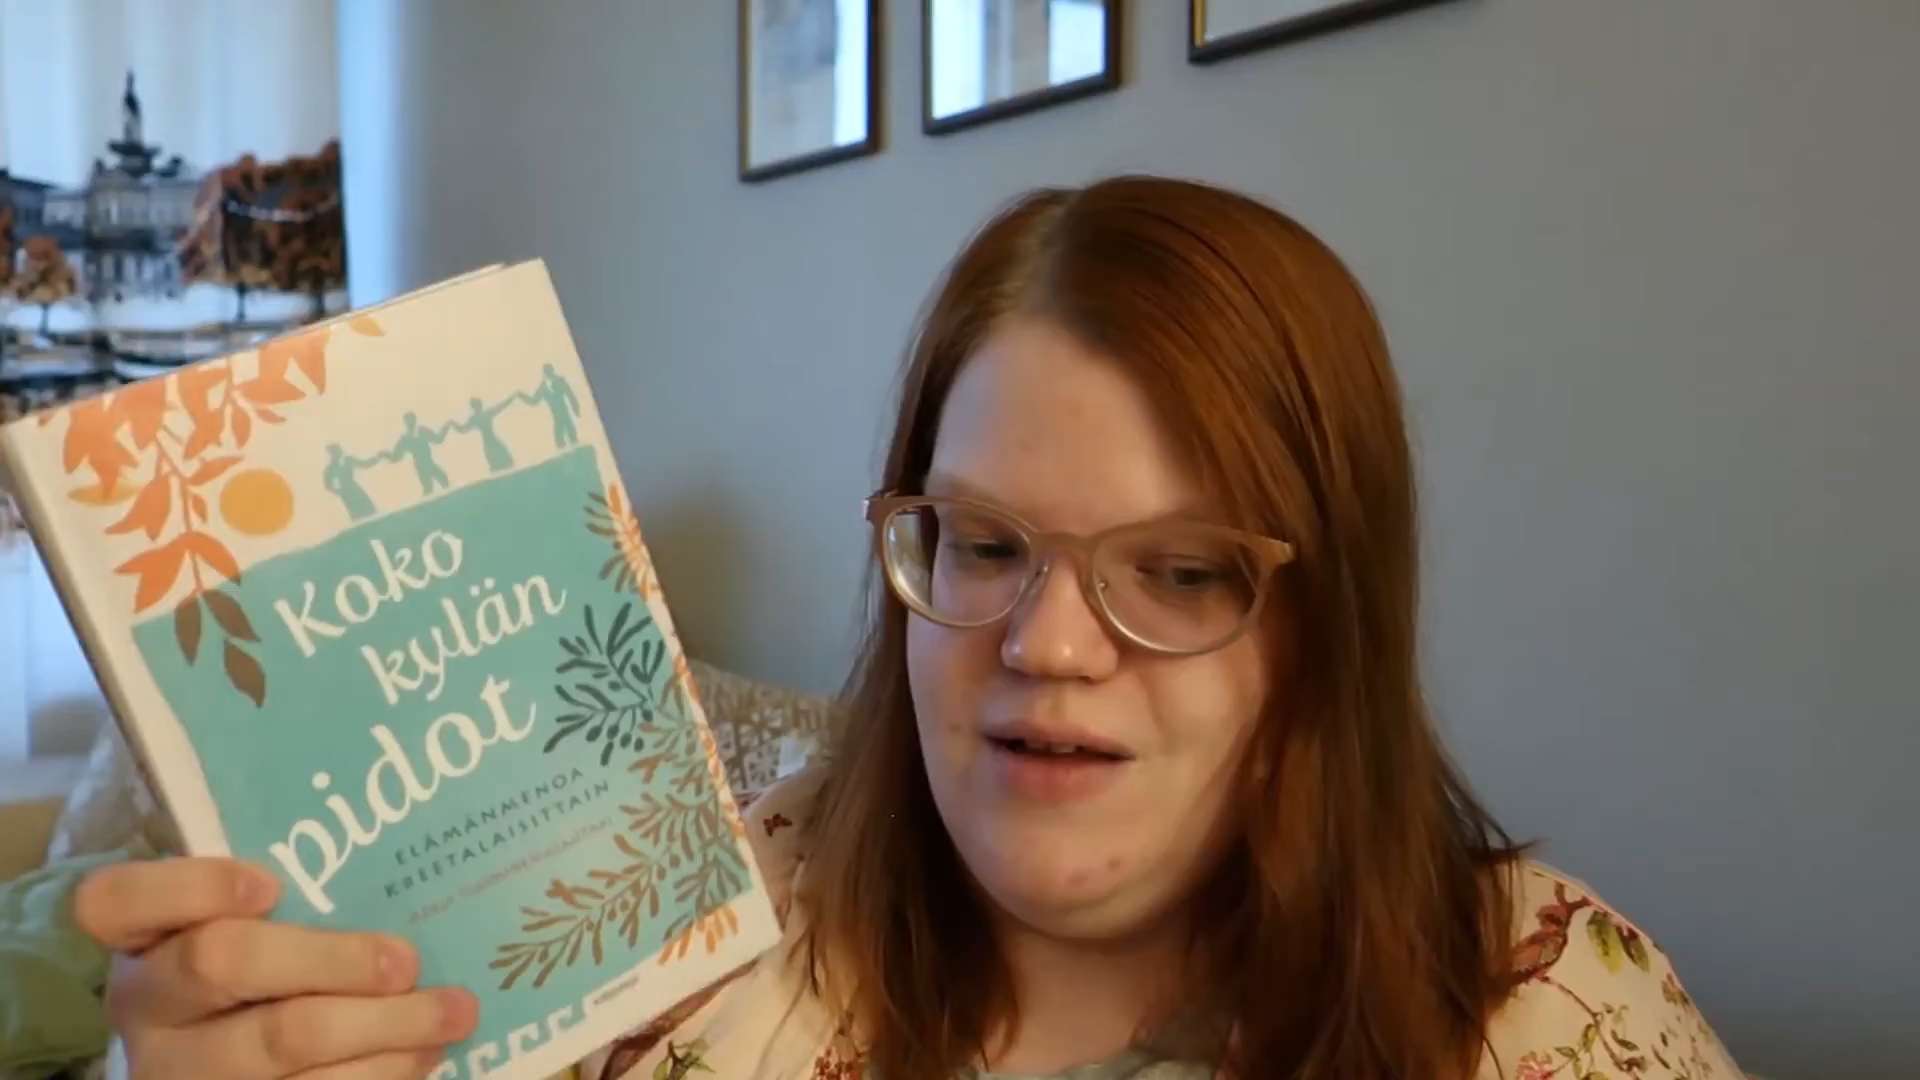 Koko
kylän
pidot
ELÄMÄNMENOA
KREETALAISITTAIN